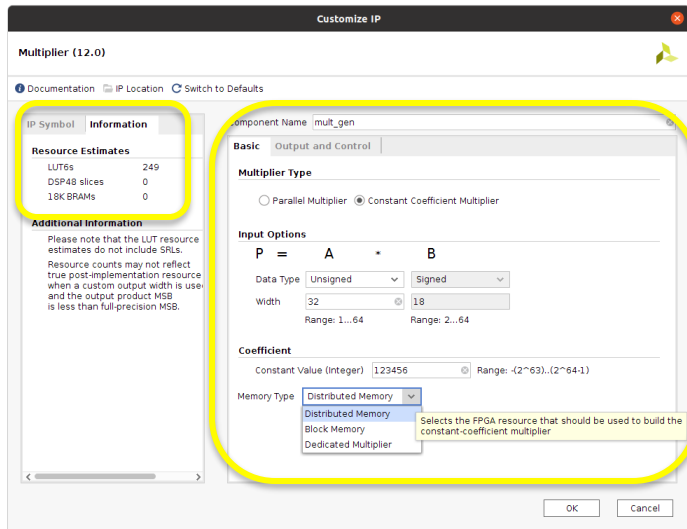 Customize IP
Multiplier (12.0)
Documentation IP Location Switch to Defaults
IP Symbol Information
Resource Estimates
LUT6s 249
DSP48 slices 0
18K BRAMs 0
Additional Information
Please note that the LUT resource
estimates do not include SRLs.
Resource counts may not reflect
true post-implementation resource
when a custom output width is use
and the output product MSB
is less than full-precision MSB.
Component Name mult_gen
Basic Output and Control
Multiplier Type
Parallel Multiplier Constant Coefficient Multiplier
Input Options
P = A * B
Data Type Unsigned Signed
Width 32 18
Range: 1...64 Range: 2...64
Coefficient
Constant Value (Integer) 123456 Range: -(2^63)..(2^64-1)
Memory Type Distributed Memory
Distributed Memory
Block Memory
Dedicated Multiplier
Selects the FPGA resource that should be used to build the
constant-coefficient multiplier
OK Cancel